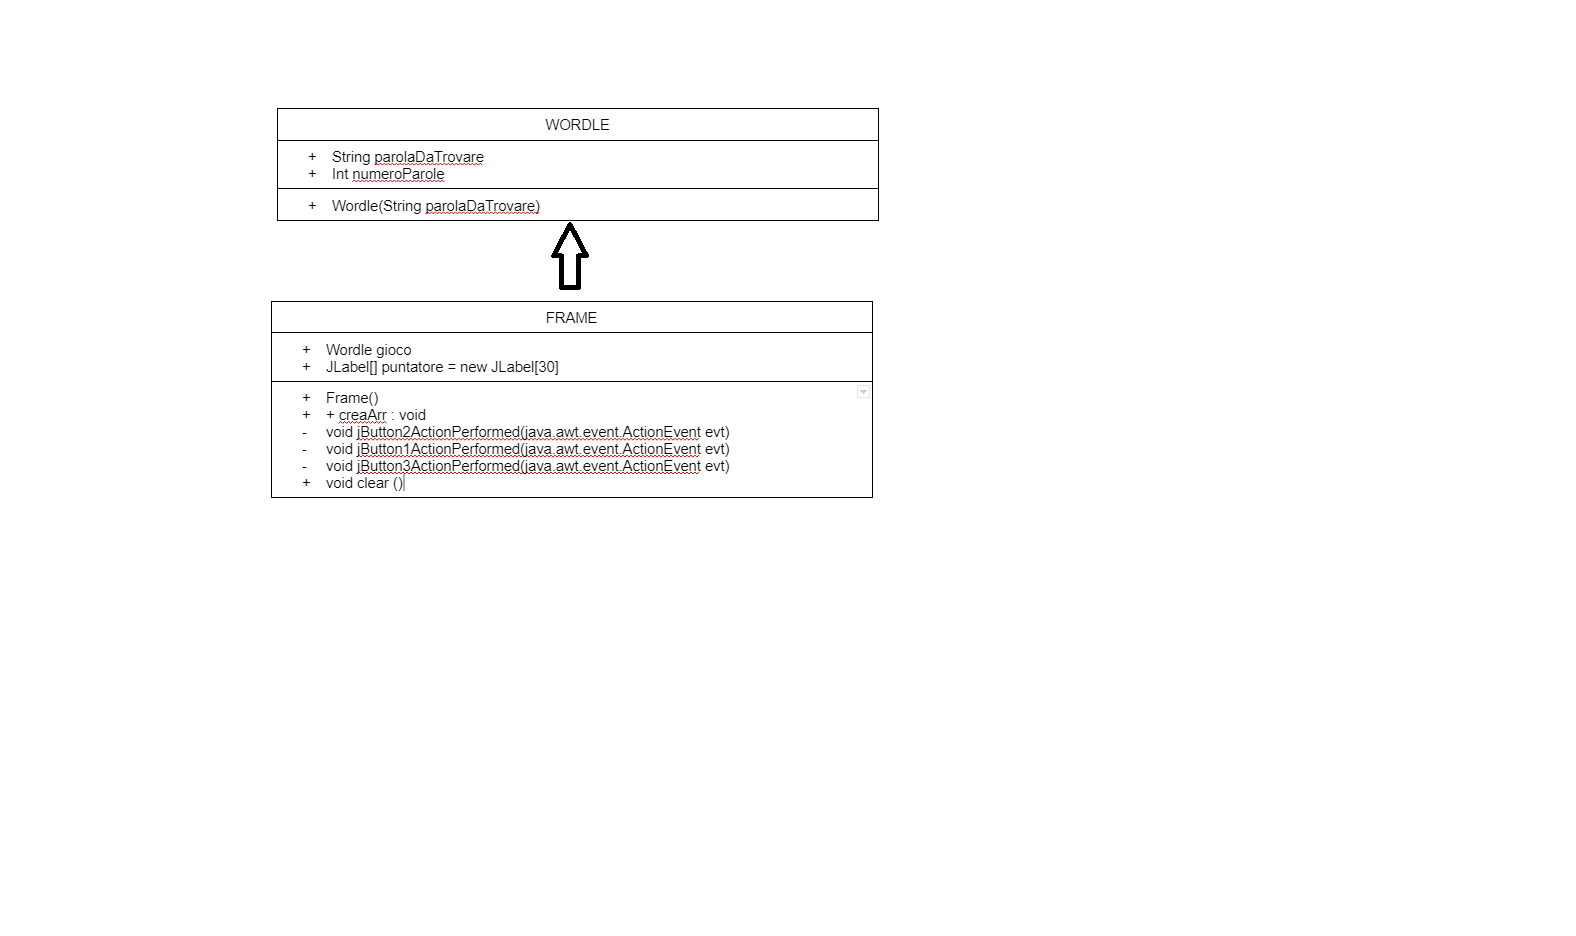 WORDLE
+ String parolaDaTrovare
+ Int numeroParole
+ Wordle(String parolaDaTrovare)
FRAME
+ Wordle gioco
+ JLabel[] puntatore = new JLabel[30]
+ Frame()
+ + creaArr : void
- void jButton2ActionPerformed(java.awt.event.ActionEvent evt)
- void jButton1ActionPerformed(java.awt.event.ActionEvent evt)
- void jButton3ActionPerformed(java.awt.event.ActionEvent evt)
+ void clear ()